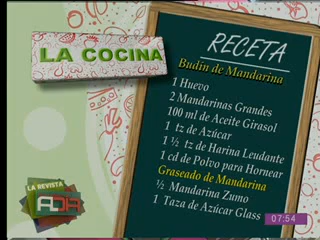 LA COCINA
RECETA
Budin de Mandarina
1 Huevo
2 Mandarinas Grandes
100 ml de Aceite Girasol
1 tz de Azúcar
1 ½ tz de Harina Leudante
1 cd de Polvo para Hornear
Graseado de Mandarina
½ Mandarina Zumo
1 Taza de Azúcar Glass
LA REVISTA
ADN
07:54